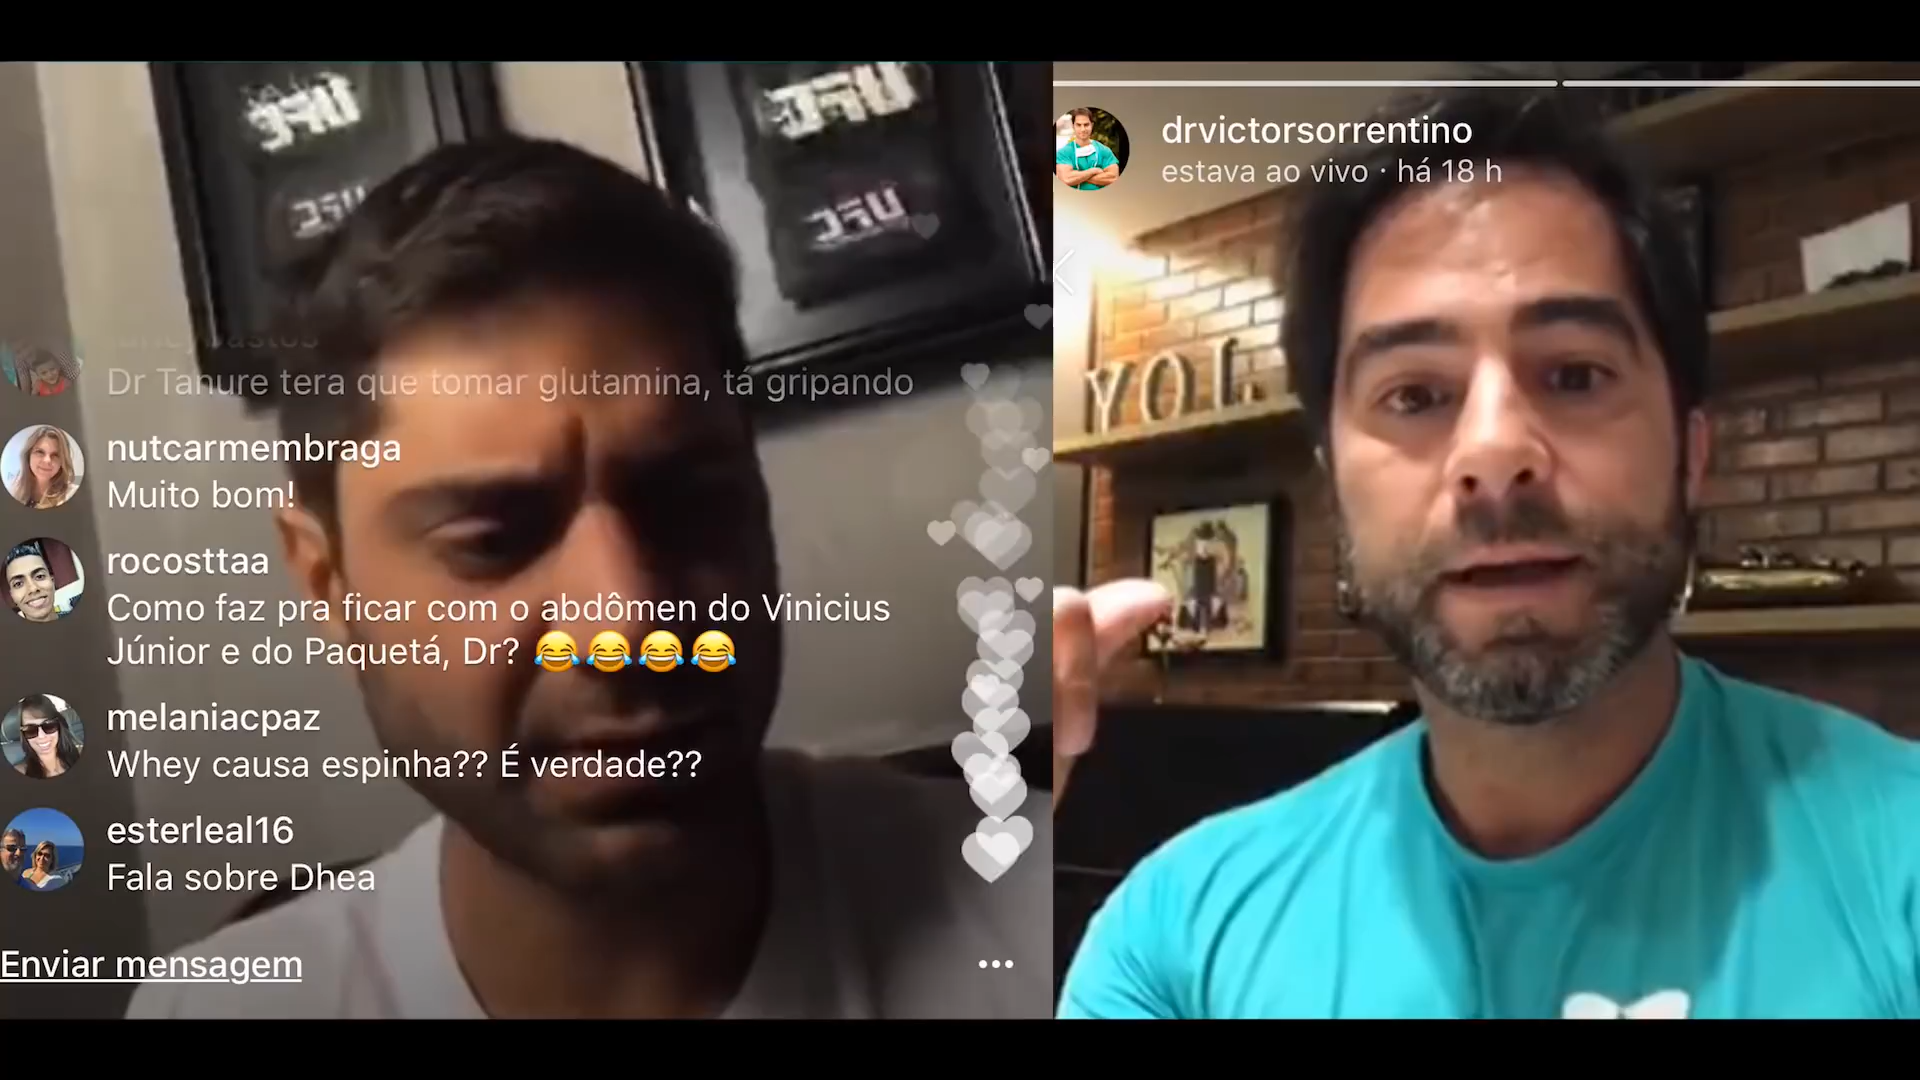 UFC
UFC
UFC
UFC
Dr Tanure tera que tomar glutamina, tá gripando
nutcarmembraga
Muito bom!
rocosttaa
Como faz pra ficar com o abdômen do Vinicius
Júnior e do Paquetá, Dr? 😂😂😂😂
melaniacpaz
Whey causa espinha?? É verdade??
esterleal16
Fala sobre Dhea
Enviar mensagem
drvictorsorrentino
estava ao vivo · há 18 h
YOL